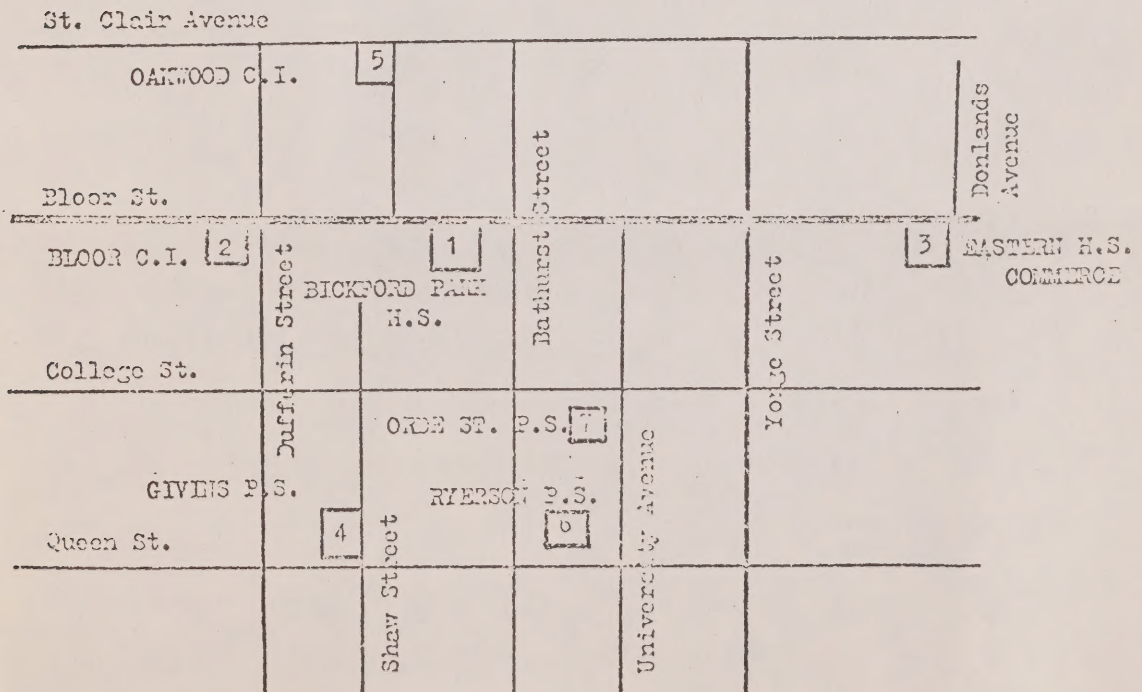 St. Clair Avenue
5
OAKWOOD C.I.
Donlands
Avenue
Bathurst Street
Bloor St.
BLOOR C.I.
2
1
3
EASTERN H.S.
COMMERCE
Dufferin Street
BICKFORD PARK
H.S.
Yonge Street
College St.
ORDE ST. P.S.
7
GIVINS P.S.
RYERSON P.S.
University Avenue
Queen St.
4
6
Shaw Street